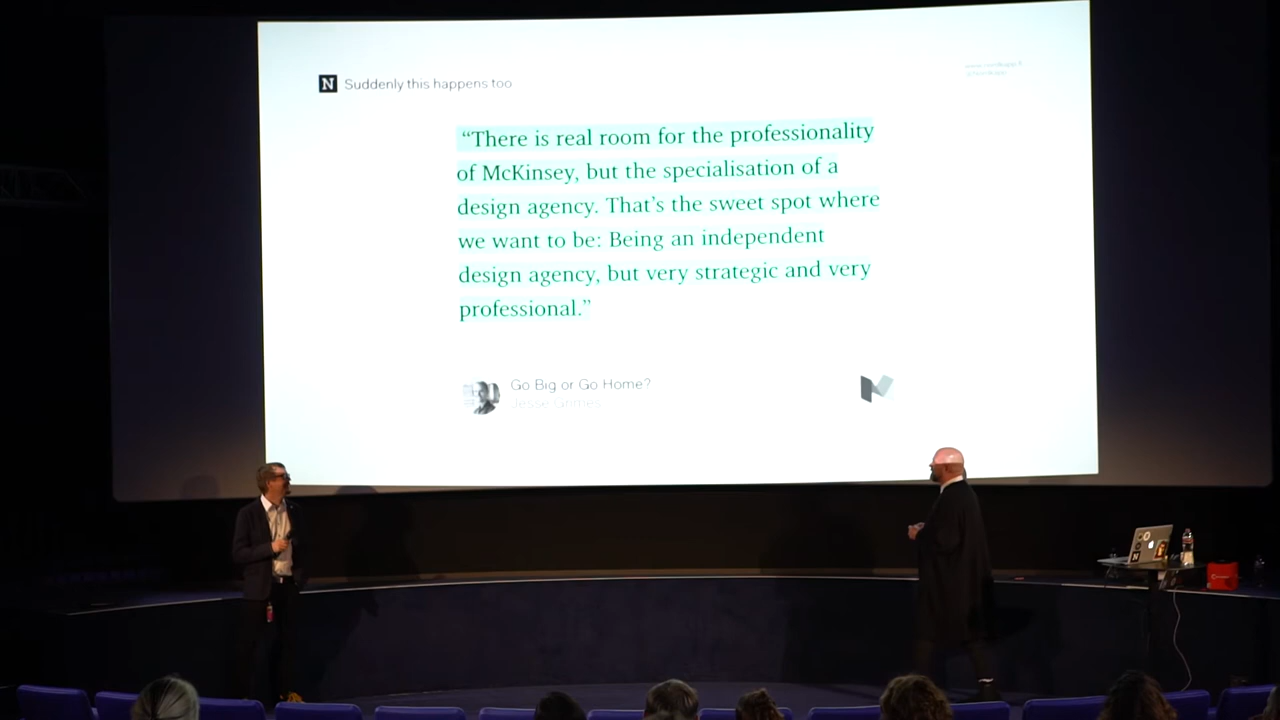 N Suddenly this happens too
“There is real room for the professionality
of McKinsey, but the specialisation of a
design agency. That’s the sweet spot where
we want to be: Being an independent
design agency, but very strategic and very
professional.”
Go Big or Go Home?
Jesse Grimes